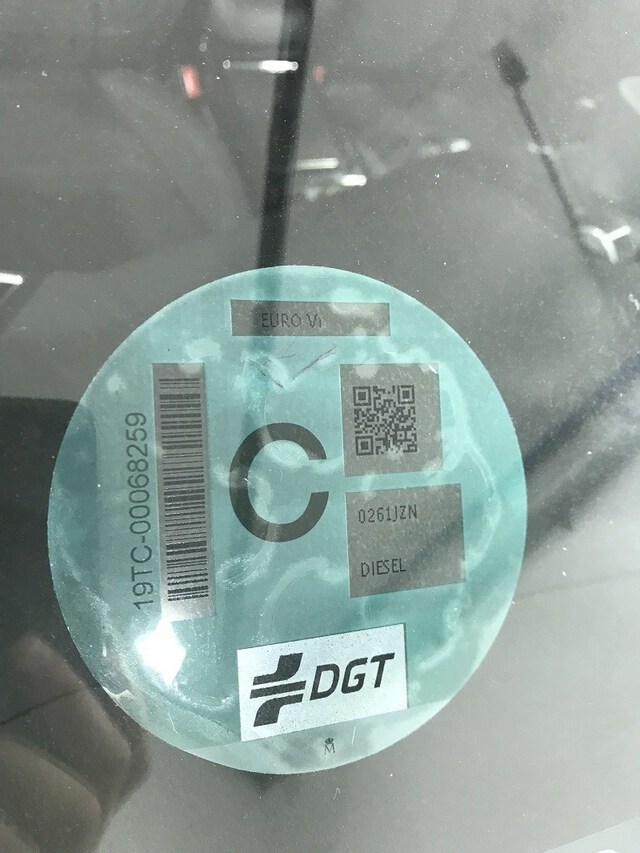 EURO VI
19TC-00068259
C
0261JZN
DIESEL
DGT
M